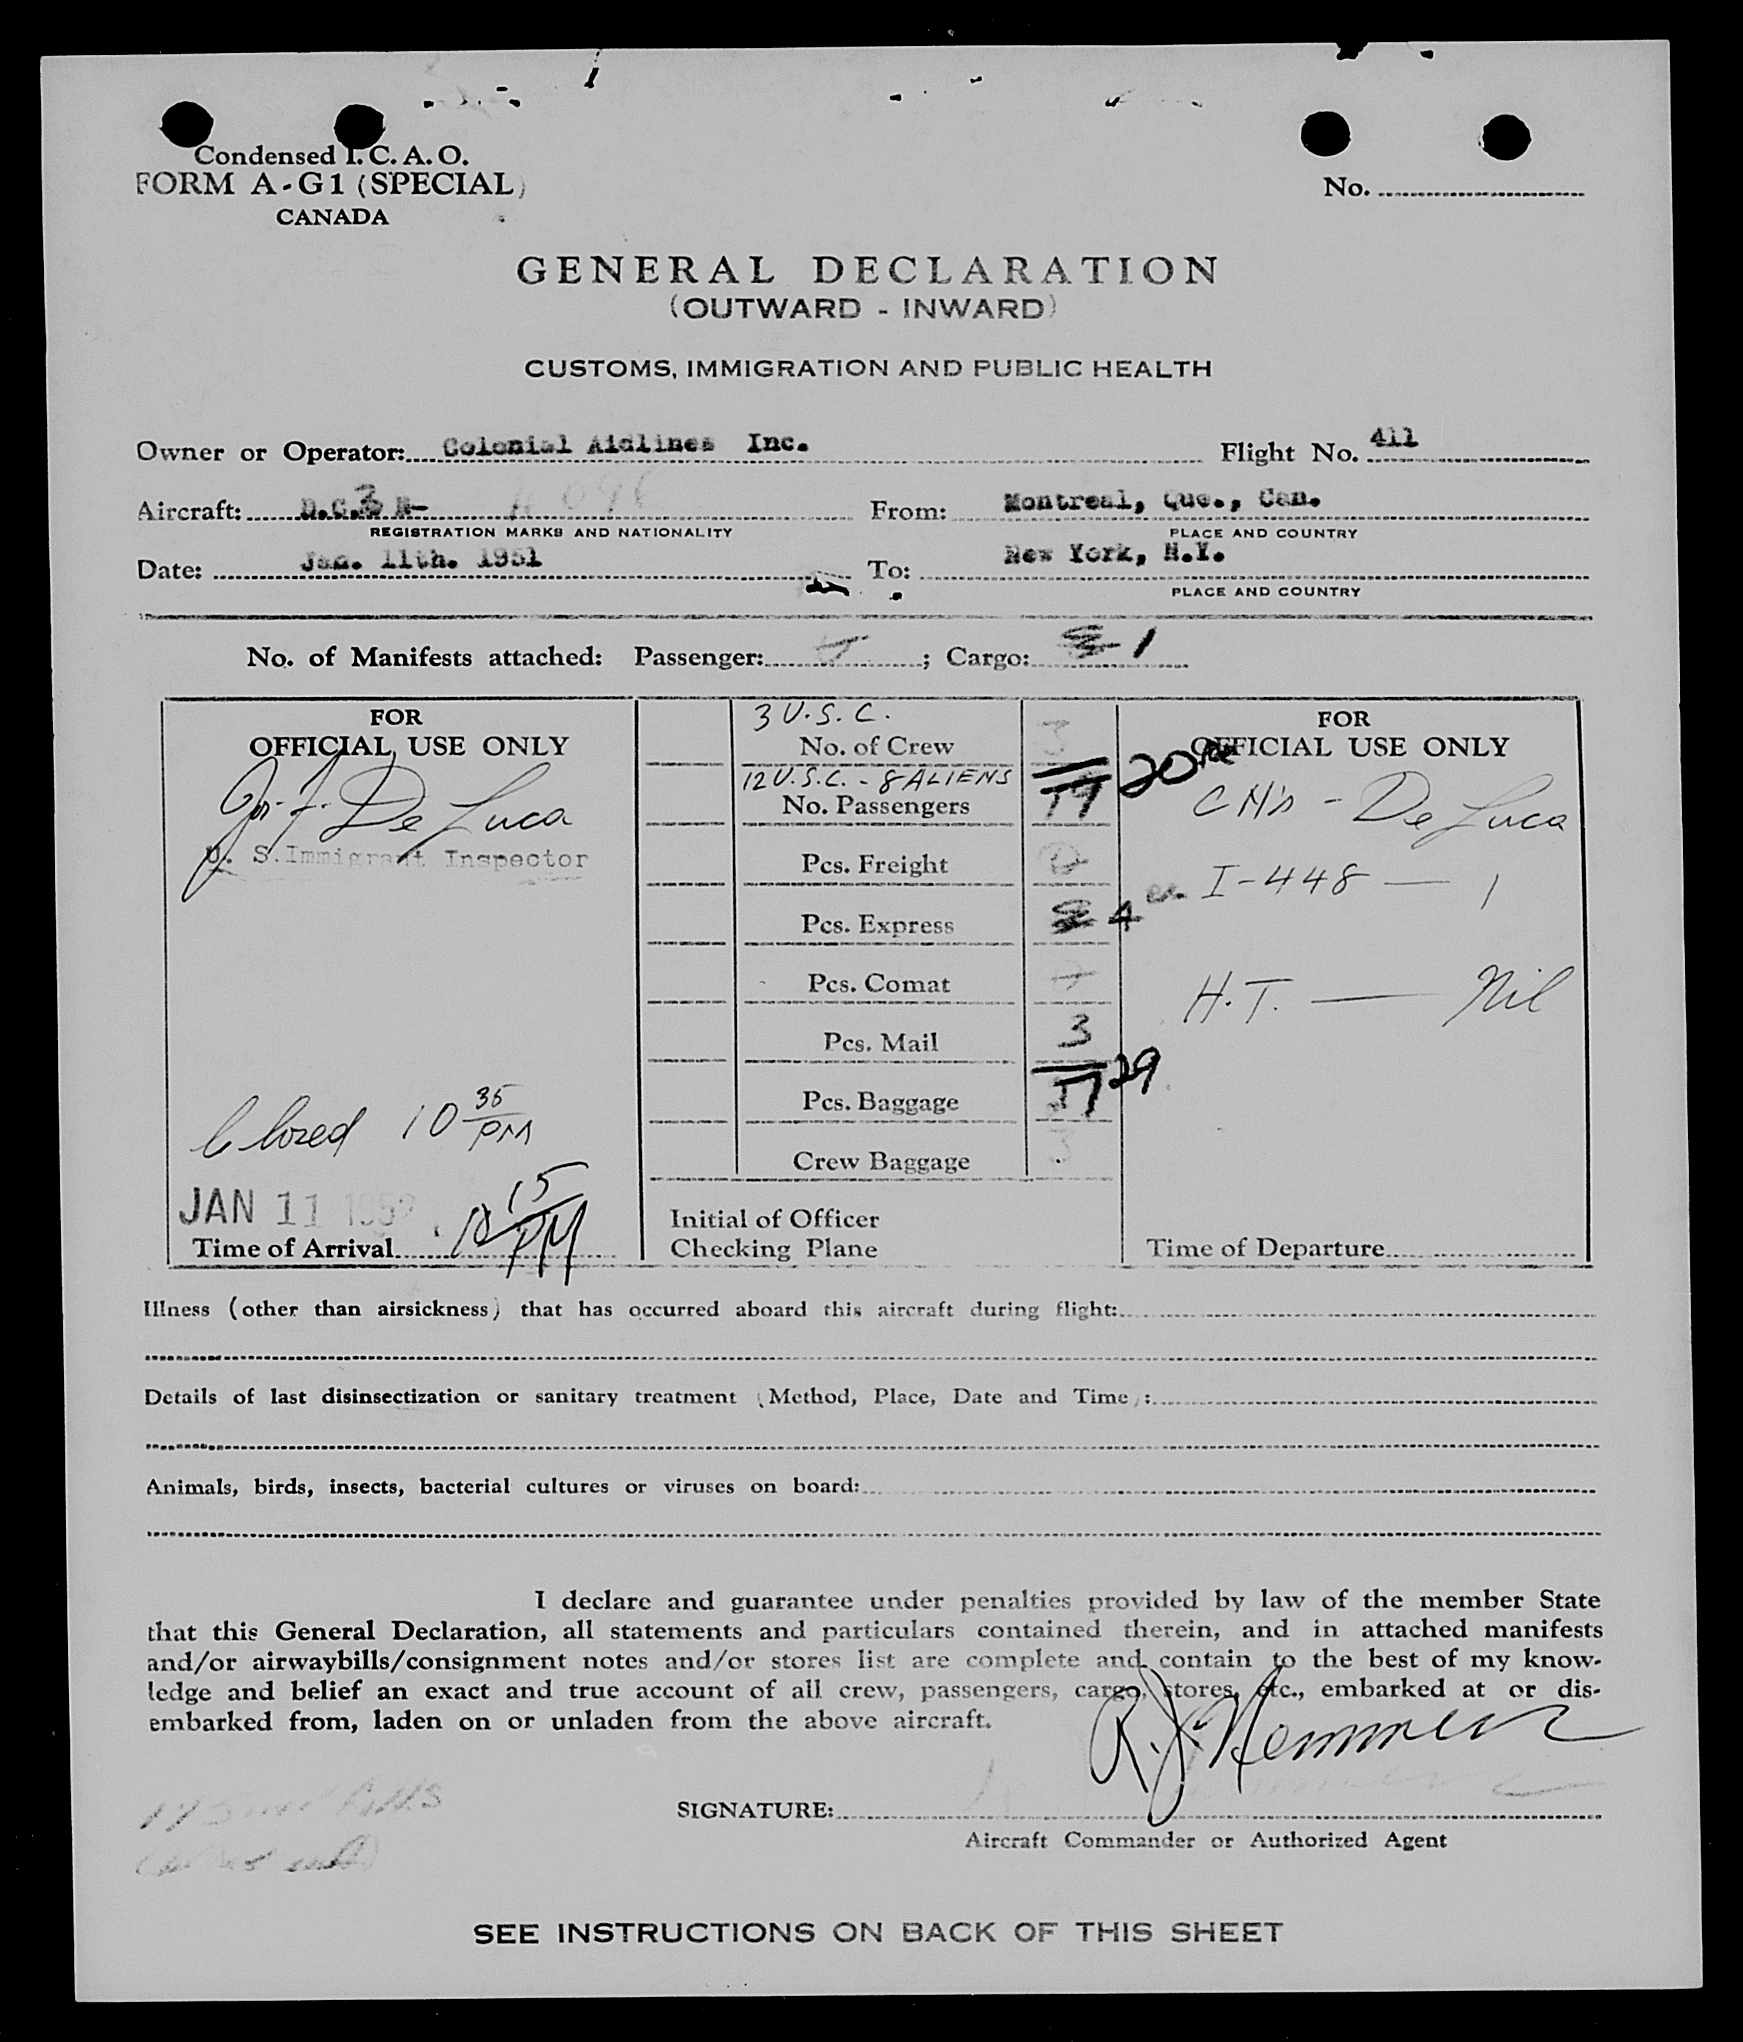 Condensed I. C. A. O.
FORM A-G1 (SPECIAL)
CANADA
No.
GENERAL DECLARATION
(OUTWARD - INWARD)
CUSTOMS, IMMIGRATION AND PUBLIC HEALTH
Owner or Operator: Colonial Aidlines Inc. Flight No. 411
Aircraft: D.C.3 N- From: Montreal, Que., Can.
REGISTRATION MARKS AND NATIONALITY PLACE AND COUNTRY
Date: Jan. 11th. 1951 To: New York, N.Y.
PLACE AND COUNTRY
No. of Manifests attached: Passenger: ; Cargo: 1
FOR
OFFICIAL USE ONLY
Jos. F. De Luca
U. S. Immigrant Inspector
Closed 10 35 PM
JAN 11
Time of Arrival 10 15 PM
3 U.S.C.
No. of Crew 3
12 U.S.C. - 8 ALIENS
No. Passengers 19 20
Pcs. Freight
Pcs. Express 4
Pcs. Comat
Pcs. Mail 3
Pcs. Baggage 29
Crew Baggage 3
Initial of Officer
Checking Plane
FOR
OFFICIAL USE ONLY
- De Luca
I-448 — 1
H.T. — Nil
Time of Departure
Illness (other than airsickness) that has occurred aboard this aircraft during flight:
Details of last disinsectization or sanitary treatment (Method, Place, Date and Time):
Animals, birds, insects, bacterial cultures or viruses on board:
I declare and guarantee under penalties provided by law of the member State
that this General Declaration, all statements and particulars contained therein, and in attached manifests
and/or airwaybills/consignment notes and/or stores list are complete and contain to the best of my know-
ledge and belief an exact and true account of all crew, passengers, cargo, stores, etc., embarked at or dis-
embarked from, laden on or unladen from the above aircraft.
SIGNATURE: R. J.
Aircraft Commander or Authorized Agent
SEE INSTRUCTIONS ON BACK OF THIS SHEET